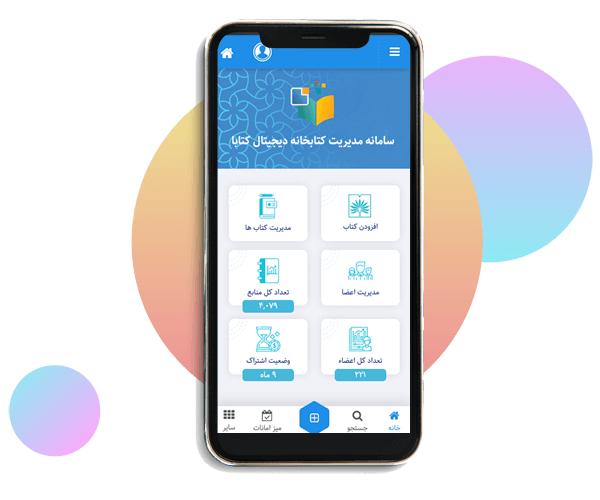 سامانه مدیریت کتابخانه دیجیتال کتاپا
افزودن کتاب
مدیریت کتاب ها
مدیریت اعضا
تعداد کل منابع
۴,۰۷۹
تعداد کل اعضاء
۲۲۱
وضعیت اشتراک
۹ ماه
خانه
جستجو
میز امانات
سایر